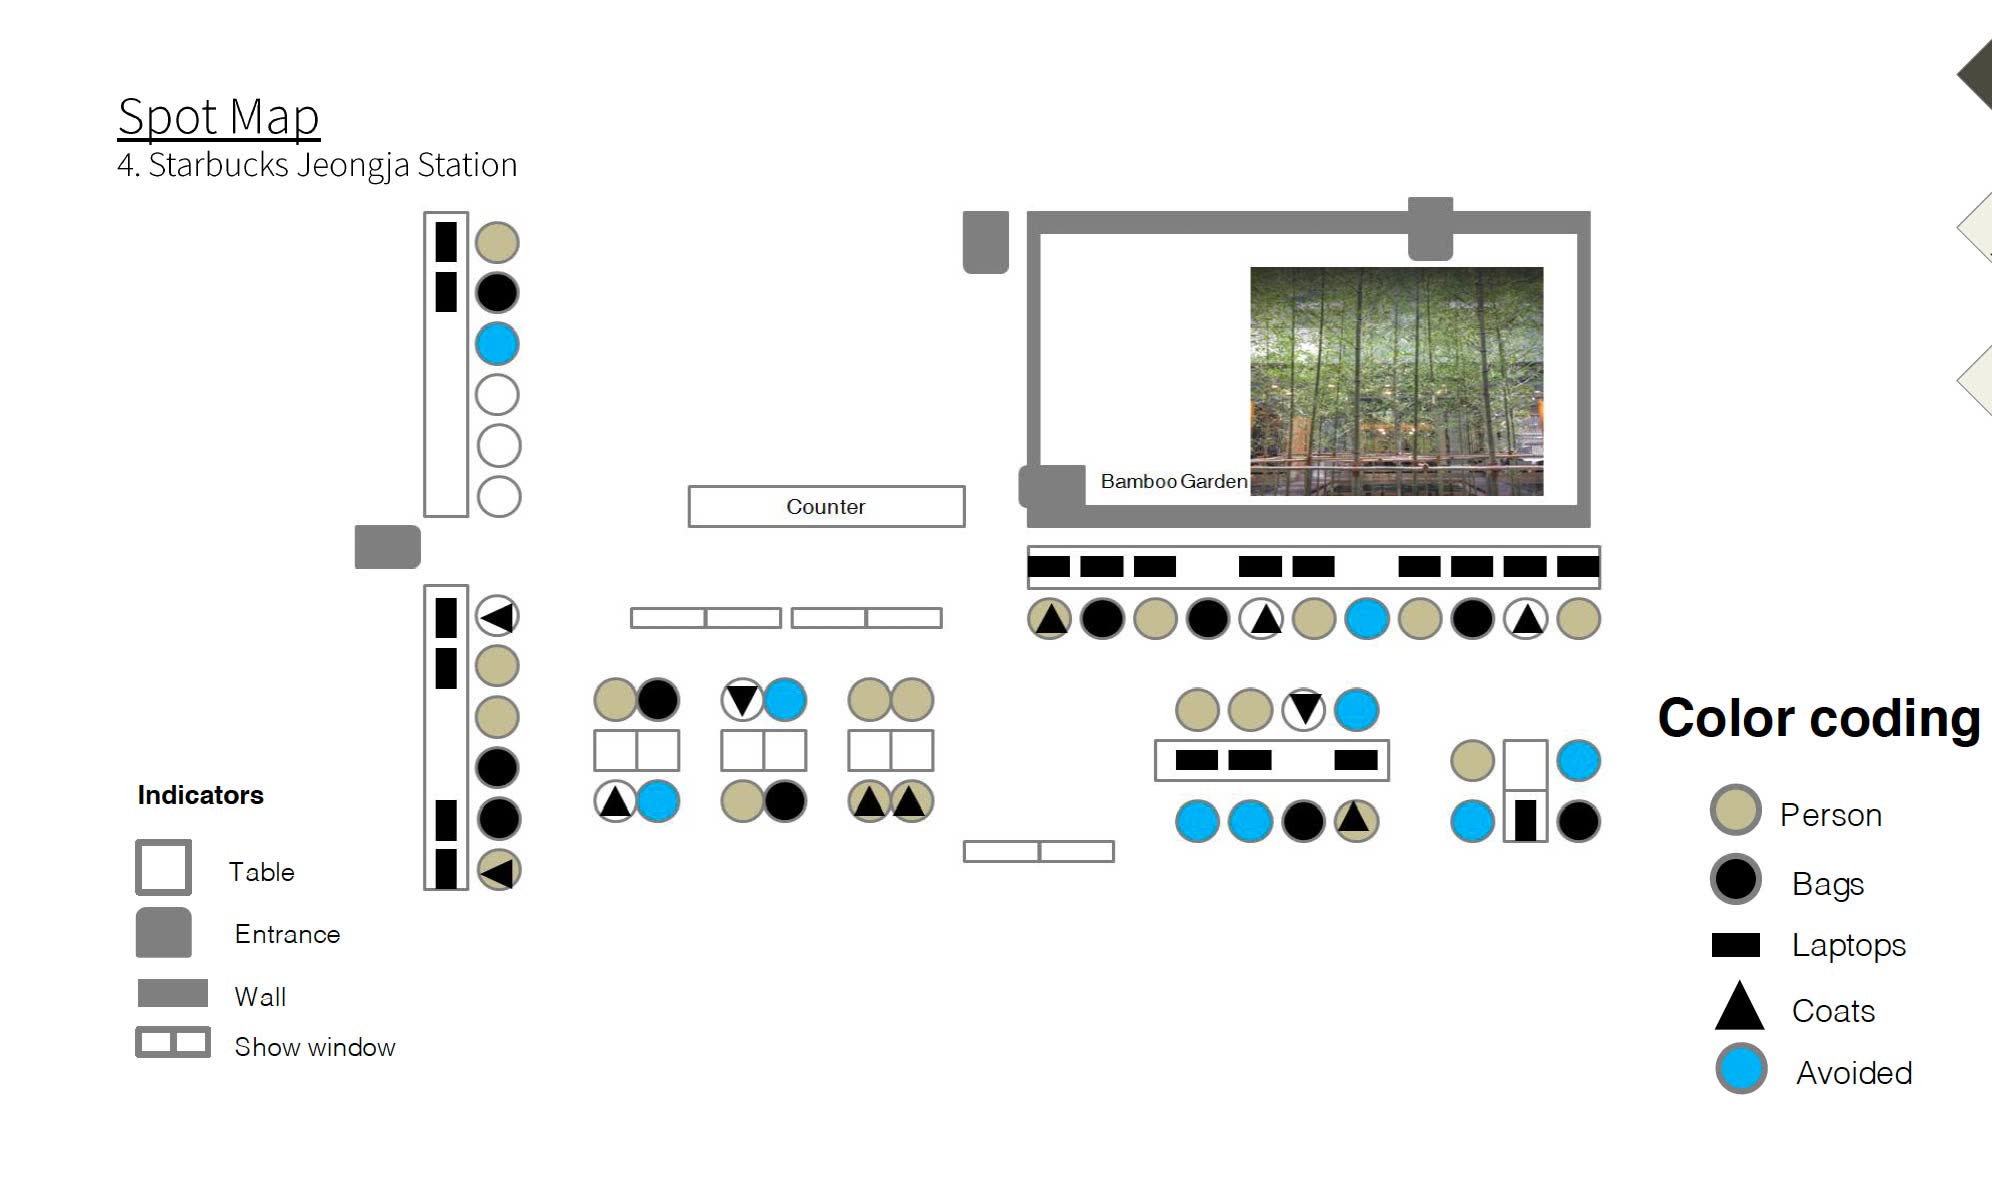 Spot Map
4. Starbucks Jeongja Station
Bamboo Garden
Counter
Color coding
Person
Bags
Laptops
Coats
Avoided
Indicators
Table
Entrance
Wall
Show window